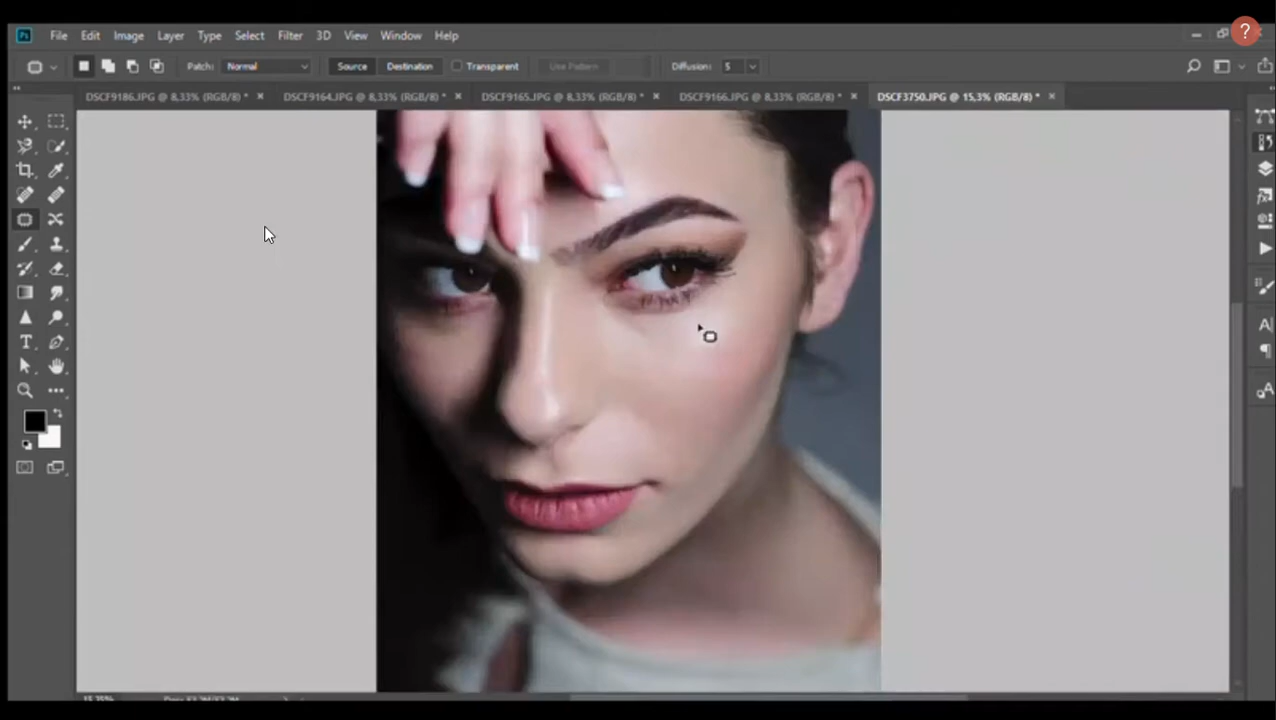 ?
Ps File Edit Image Layer Type Select Filter 3D View Window Help
Patch: Normal Source Destination Transparent Use Pattern Diffusion: 5
DSCF9186.JPG @ 8,33% (RGB/8) * DSCF9164.JPG @ 8,33% (RGB/8) * DSCF9165.JPG @ 8,33% (RGB/8) * DSCF9166.JPG @ 8,33% (RGB/8) * DSCF3750.JPG @ 15,3% (RGB/8) *